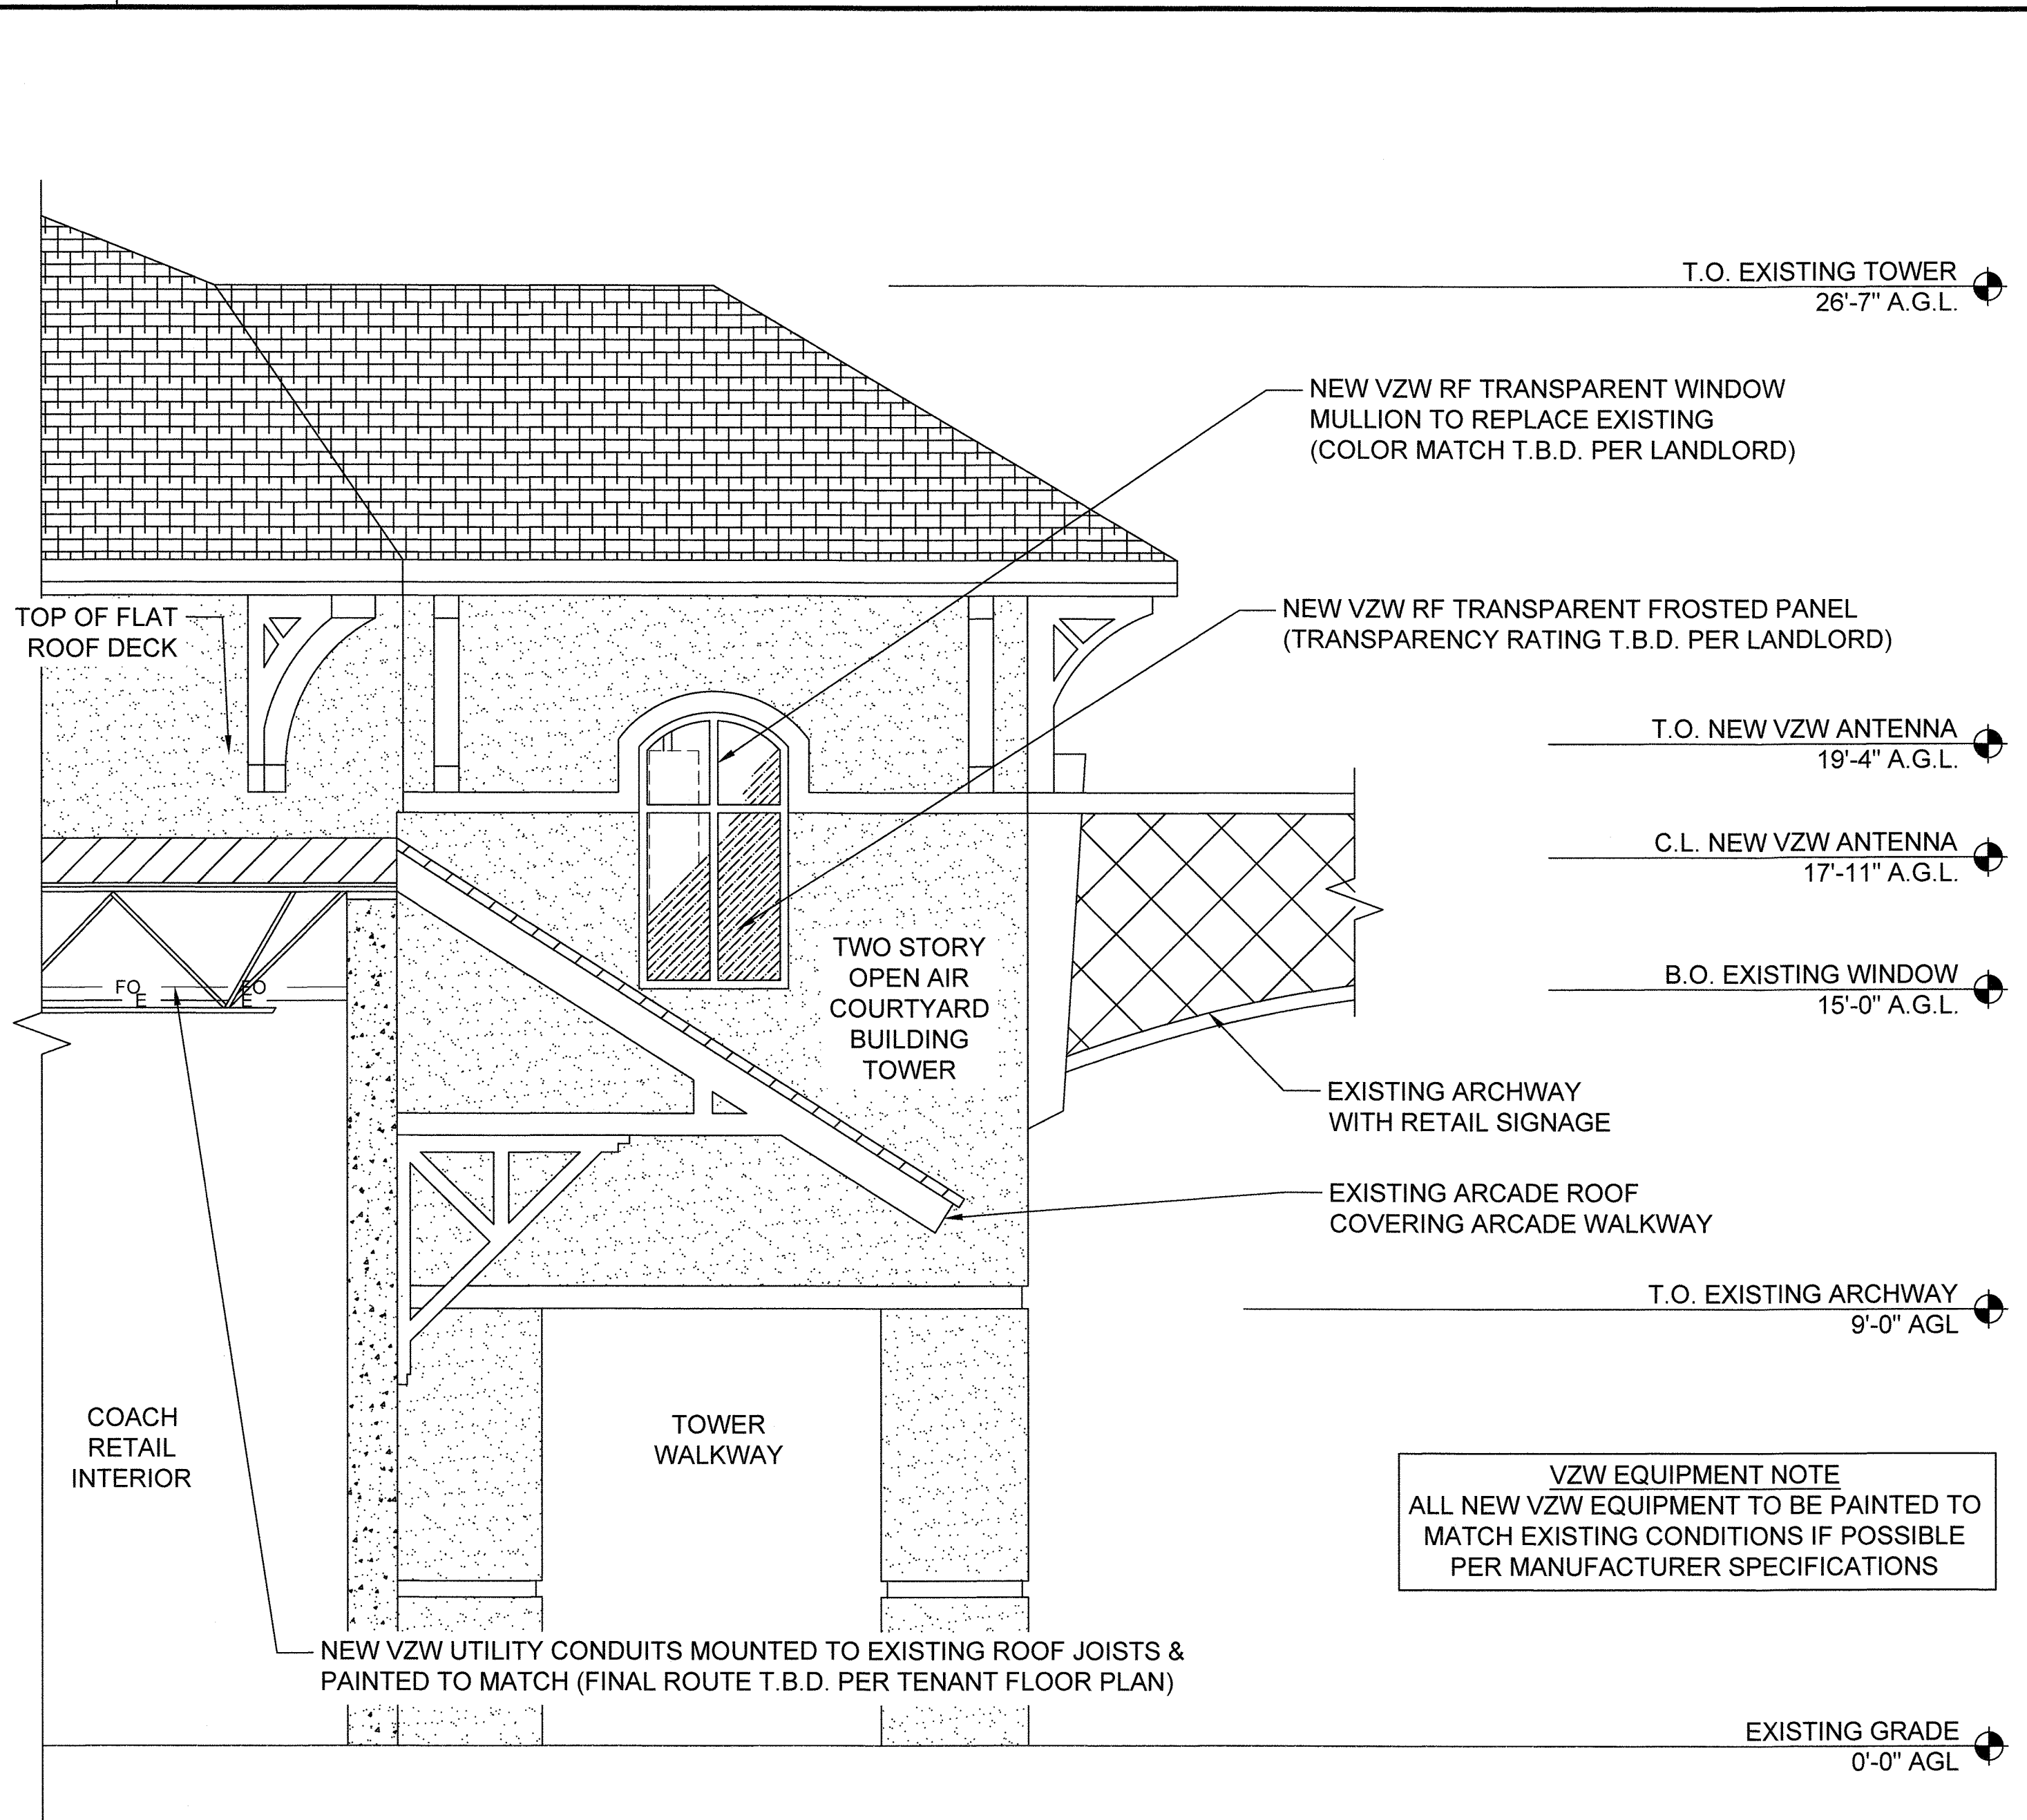 T.O. EXISTING TOWER
26'-7" A.G.L.
NEW VZW RF TRANSPARENT WINDOW
MULLION TO REPLACE EXISTING
(COLOR MATCH T.B.D. PER LANDLORD)
TOP OF FLAT
ROOF DECK
NEW VZW RF TRANSPARENT FROSTED PANEL
(TRANSPARENCY RATING T.B.D. PER LANDLORD)
T.O. NEW VZW ANTENNA
19'-4" A.G.L.
C.L. NEW VZW ANTENNA
17'-11" A.G.L.
TWO STORY
OPEN AIR
COURTYARD
BUILDING
TOWER
B.O. EXISTING WINDOW
15'-0" A.G.L.
FO FO
E E
EXISTING ARCHWAY
WITH RETAIL SIGNAGE
EXISTING ARCADE ROOF
COVERING ARCADE WALKWAY
T.O. EXISTING ARCHWAY
9'-0" AGL
COACH
RETAIL
INTERIOR
TOWER
WALKWAY
VZW EQUIPMENT NOTE
ALL NEW VZW EQUIPMENT TO BE PAINTED TO
MATCH EXISTING CONDITIONS IF POSSIBLE
PER MANUFACTURER SPECIFICATIONS
NEW VZW UTILITY CONDUITS MOUNTED TO EXISTING ROOF JOISTS &
PAINTED TO MATCH (FINAL ROUTE T.B.D. PER TENANT FLOOR PLAN)
EXISTING GRADE
0'-0" AGL